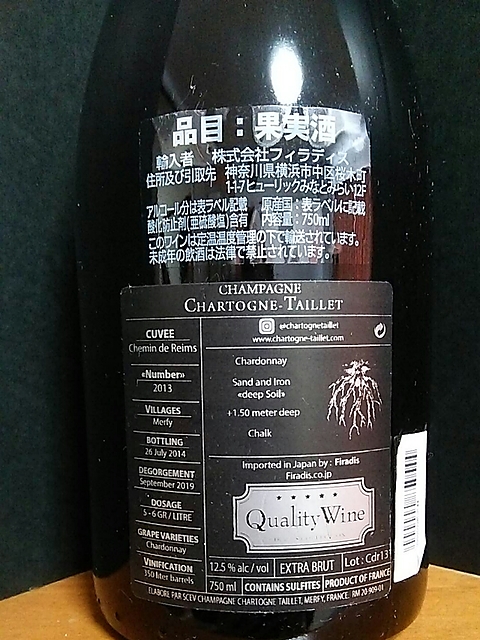 品目：果実酒
輸入者 株式会社フィラディス
住所及び引取先 神奈川県横浜市中区桜木町
1-1-7ヒューリックみなとみらい12F
アルコール分は表ラベル記載 原産国：表ラベルに記載
酸化防止剤(亜硫酸塩)含有 内容量：750ml
このワインは定温温度管理の下で輸送されています。
未成年の飲酒は法律で禁止されています。
CHAMPAGNE
CHARTOGNE-TAILLET
@chartognetaillet
www.chartogne-taillet.com
CUVEE
Chemin de Reims
«Number»
2013
VILLAGES
Merfy
BOTTLING
26 July 2014
DEGORGEMENT
September 2019
DOSAGE
5 - 6 GR / LITRE
GRAPE VARIETIES
Chardonnay
VINIFICATION
350 liter barrels
Chardonnay
Sand and Iron
«deep Soil»
+1.50 meter deep
Chalk
Imported in Japan by : Firadis
Firadis.co.jp
Quality Wine
12.5 % alc / vol
EXTRA BRUT
Lot : Cdr13
750 ml
CONTAINS SULFITES
PRODUCT OF FRANCE
ELABORE PAR SCEV CHAMPAGNE CHARTOGNE TAILLET, MERFY, FRANCE. RM 20-909-01